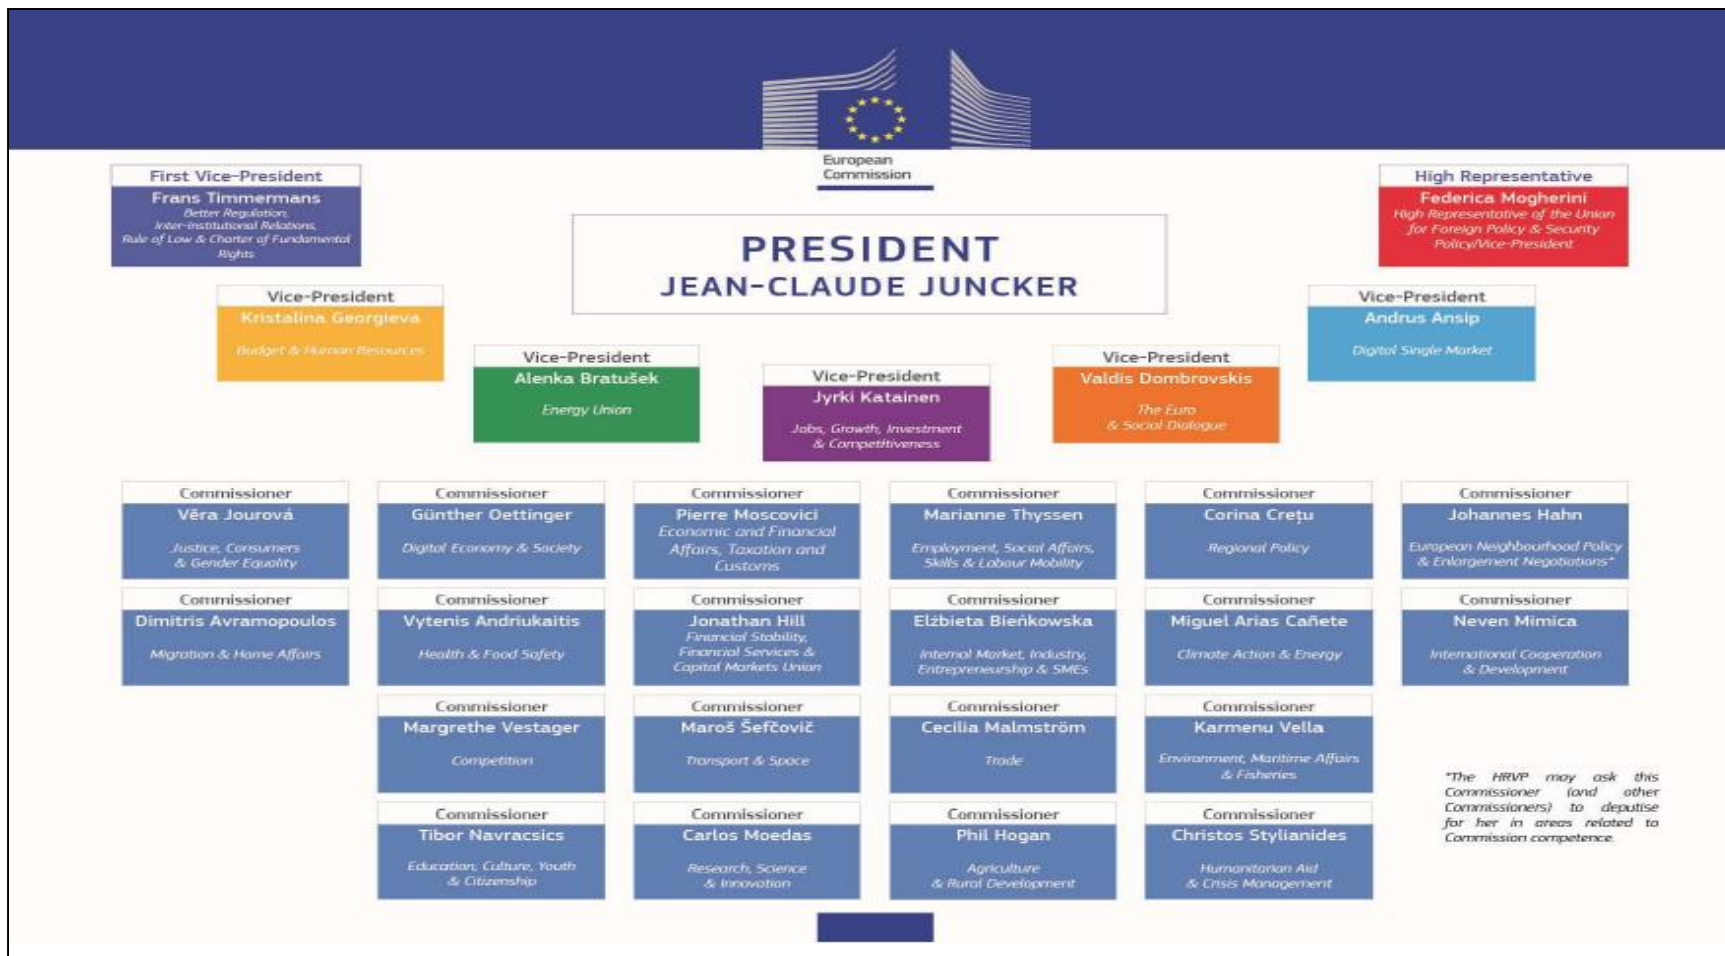 European
Commission
First Vice-President
Frans Timmermans
Better Regulation,
Inter-Institutional Relations,
Rule of Law & Charter of Fundamental
Rights
High Representative
Federica Mogherini
High Representative of the Union
for Foreign Policy & Security
Policy/Vice-President
PRESIDENT
JEAN-CLAUDE JUNCKER
Vice-President
Kristalina Georgieva
Budget & Human Resources
Vice-President
Andrus Ansip
Digital Single Market
Vice-President
Alenka Bratušek
Energy Union
Vice-President
Jyrki Katainen
Jobs, Growth, Investment
& Competitiveness
Vice-President
Valdis Dombrovskis
The Euro
& Social Dialogue
Commissioner
Věra Jourová
Justice, Consumers
& Gender Equality
Commissioner
Günther Oettinger
Digital Economy & Society
Commissioner
Pierre Moscovici
Economic and Financial
Affairs, Taxation and
Customs
Commissioner
Marianne Thyssen
Employment, Social Affairs,
Skills & Labour Mobility
Commissioner
Corina Crețu
Regional Policy
Commissioner
Johannes Hahn
European Neighbourhood Policy
& Enlargement Negotiations*
Commissioner
Dimitris Avramopoulos
Migration & Home Affairs
Commissioner
Vytenis Andriukaitis
Health & Food Safety
Commissioner
Jonathan Hill
Financial Stability,
Financial Services &
Capital Markets Union
Commissioner
Elżbieta Bieńkowska
Internal Market, Industry,
Entrepreneurship & SMEs
Commissioner
Miguel Arias Cañete
Climate Action & Energy
Commissioner
Neven Mimica
International Cooperation
& Development
Commissioner
Margrethe Vestager
Competition
Commissioner
Maroš Šefčovič
Transport & Space
Commissioner
Cecilia Malmström
Trade
Commissioner
Karmenu Vella
Environment, Maritime Affairs
& Fisheries
Commissioner
Tibor Navracsics
Education, Culture, Youth
& Citizenship
Commissioner
Carlos Moedas
Research, Science
& Innovation
Commissioner
Phil Hogan
Agriculture
& Rural Development
Commissioner
Christos Stylianides
Humanitarian Aid
& Crisis Management
*The HRVP may ask this
Commissioner (and other
Commissioners) to deputise
for her in areas related to
Commission competence.